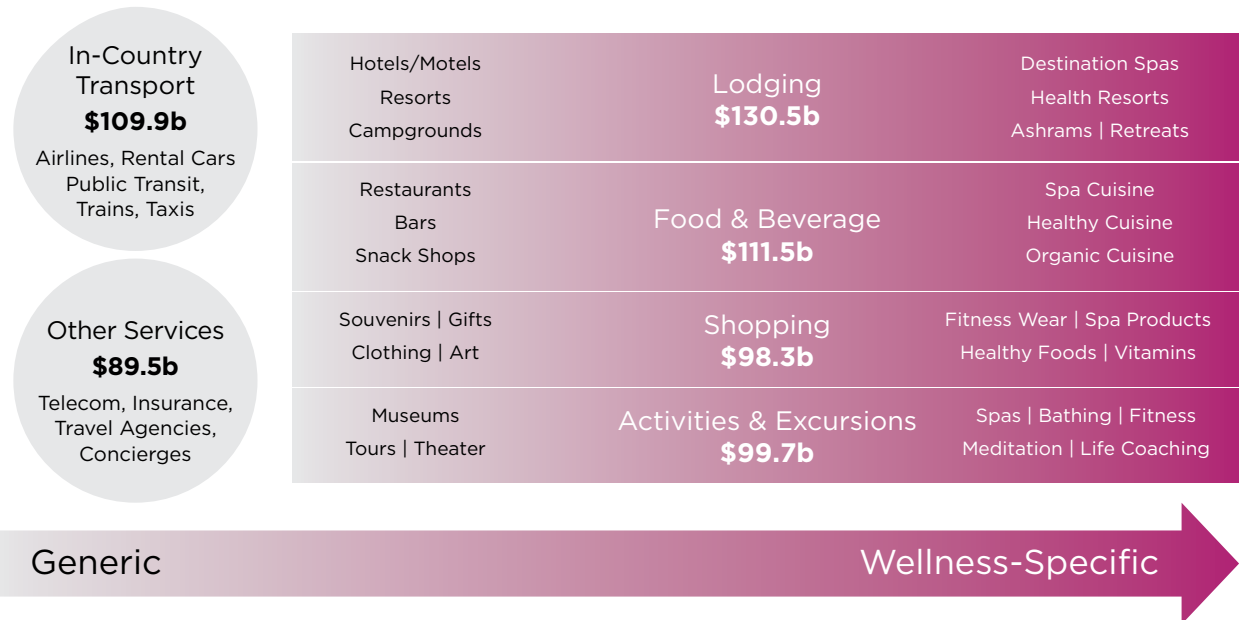 In-Country
Transport
$109.9b
Airlines, Rental Cars
Public Transit,
Trains, Taxis
Other Services
$89.5b
Telecom, Insurance,
Travel Agencies,
Concierges
Hotels/Motels
Resorts
Campgrounds
Lodging
$130.5b
Destination Spas
Health Resorts
Ashrams | Retreats
Restaurants
Bars
Snack Shops
Food & Beverage
$111.5b
Spa Cuisine
Healthy Cuisine
Organic Cuisine
Souvenirs | Gifts
Clothing | Art
Shopping
$98.3b
Fitness Wear | Spa Products
Healthy Foods | Vitamins
Museums
Tours | Theater
Activities & Excursions
$99.7b
Spas | Bathing | Fitness
Meditation | Life Coaching
Generic
Wellness-Specific